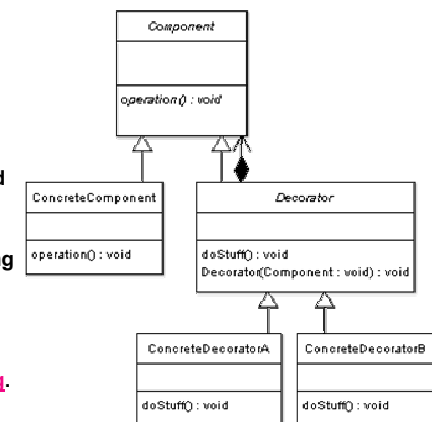 Component
operation() : void
d
ConcreteComponent
Decorator
operation() : void
ng
doStuff() : void
Decorator(Component : void) : void
ConcreteDecoratorA
ConcreteDecoratorB
.
doStuff() : void
doStuff() : void